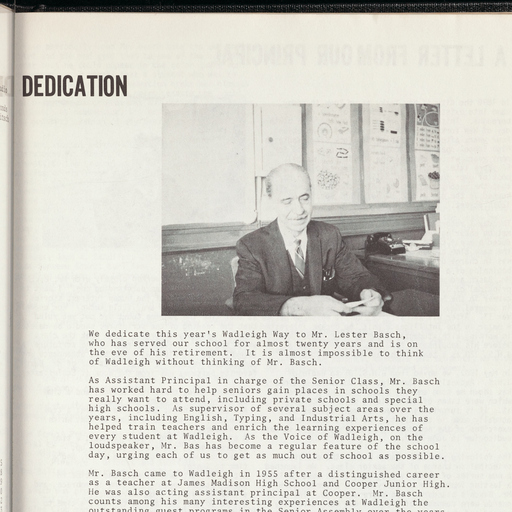 A LETTER FROM OUR PRINCIPAL
DEDICATION
We dedicate this year's Wadleigh Way to Mr. Lester Basch,
who has served our school for almost twenty years and is on
the eve of his retirement. It is almost impossible to think
of Wadleigh without thinking of Mr. Basch.
As Assistant Principal in charge of the Senior Class, Mr. Basch
has worked hard to help seniors gain places in schools they
really want to attend, including private schools and special
high schools. As supervisor of several subject areas over the
years, including English, Typing, and Industrial Arts, he has
helped train teachers and enrich the learning experiences of
every student at Wadleigh. As the Voice of Wadleigh, on the
loudspeaker, Mr. Bas has become a regular feature of the school
day, urging each of us to get as much out of school as possible.
Mr. Basch came to Wadleigh in 1955 after a distinguished career
as a teacher at James Madison High School and Cooper Junior High.
He was also acting assistant principal at Cooper. Mr. Basch
counts among his many interesting experiences at Wadleigh the
outstanding guest programs in the Senior Assembly over the years